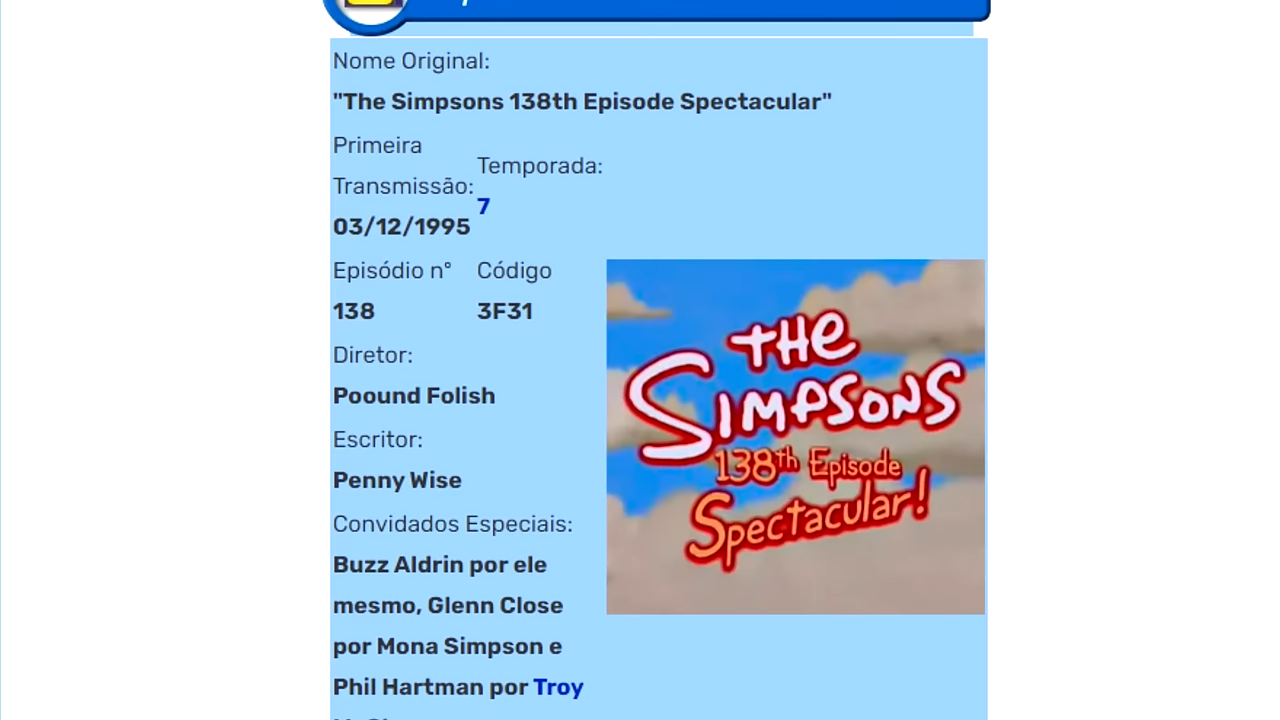 Nome Original:
"The Simpsons 138th Episode Spectacular"
Primeira
Transmissão:
03/12/1995
Temporada:
7
Episódio nº
138
Código
3F31
Diretor:
Poound Folish
Escritor:
Penny Wise
Convidados Especiais:
Buzz Aldrin por ele
mesmo, Glenn Close
por Mona Simpson e
Phil Hartman por Troy
THE
SIMPSONS
138th Episode
Spectacular!